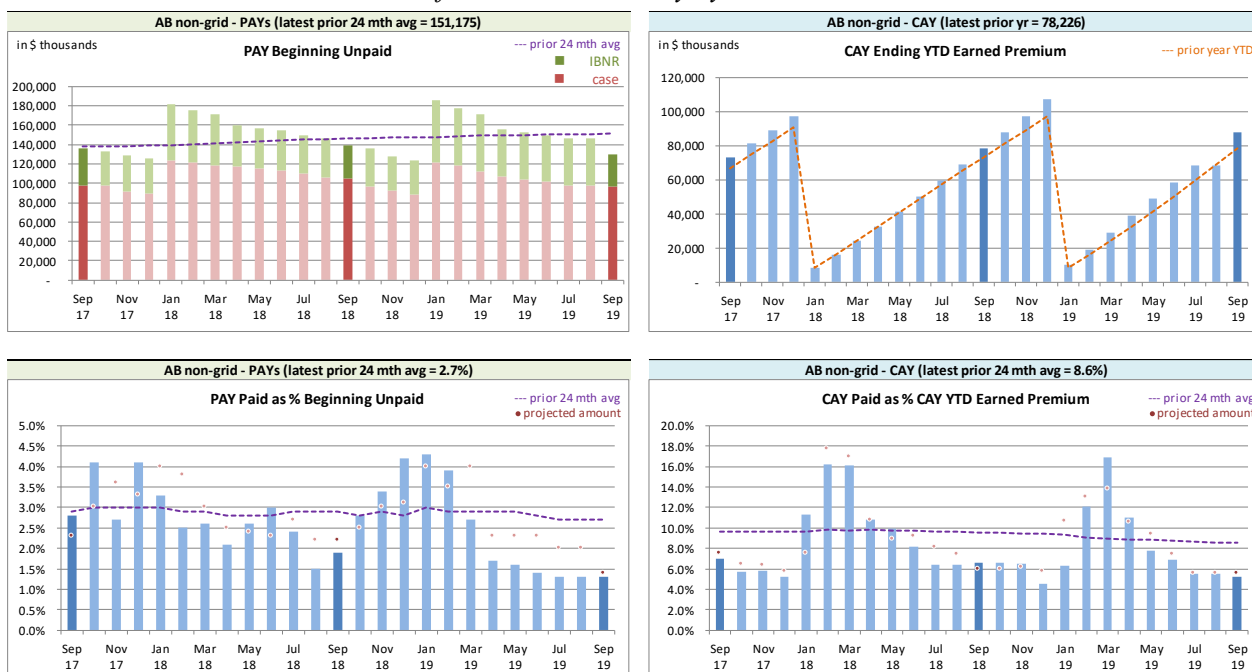 AB non-grid - PAYs (latest prior 24 mth avg = 151,175)
in $ thousands
PAY Beginning Unpaid
--- prior 24 mth avg
IBNR
case
200,000
180,000
160,000
140,000
120,000
100,000
80,000
60,000
40,000
20,000
-
Sep Nov Jan Mar May Jul Sep Nov Jan Mar May Jul Sep
17 17 18 18 18 18 18 18 19 19 19 19 19
AB non-grid - CAY (latest prior yr = 78,226)
in $ thousands
CAY Ending YTD Earned Premium
--- prior year YTD
120,000
100,000
80,000
60,000
40,000
20,000
-
Sep Nov Jan Mar May Jul Sep Nov Jan Mar May Jul Sep
17 17 18 18 18 18 18 18 19 19 19 19 19
AB non-grid - PAYs (latest prior 24 mth avg = 2.7%)
PAY Paid as % Beginning Unpaid
--- prior 24 mth avg
• projected amount
5.0%
4.5%
4.0%
3.5%
3.0%
2.5%
2.0%
1.5%
1.0%
0.5%
0.0%
Sep Nov Jan Mar May Jul Sep Nov Jan Mar May Jul Sep
17 17 18 18 18 18 18 18 19 19 19 19 19
AB non-grid - CAY (latest prior 24 mth avg = 8.6%)
CAY Paid as % CAY YTD Earned Premium
--- prior 24 mth avg
• projected amount
20.0%
18.0%
16.0%
14.0%
12.0%
10.0%
8.0%
6.0%
4.0%
2.0%
0.0%
Sep Nov Jan Mar May Jul Sep Nov Jan Mar May Jul Sep
17 17 18 18 18 18 18 18 19 19 19 19 19